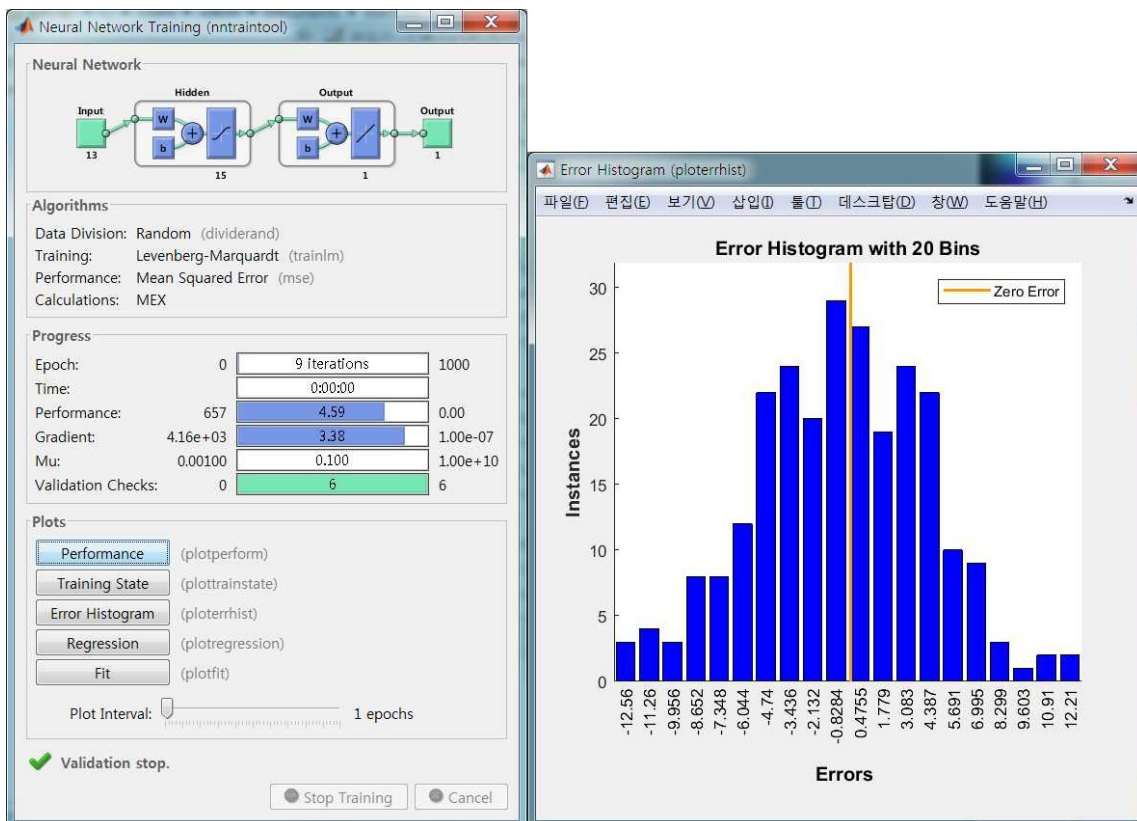 Neural Network Training (nntraintool)
Neural Network
Hidden
Output
Input
Output
W
W
b
b
13
15
1
1
Algorithms
Data Division: Random (dividerand)
Training: Levenberg-Marquardt (trainlm)
Performance: Mean Squared Error (mse)
Calculations: MEX
Progress
Epoch: 0 9 iterations 1000
Time: 0:00:00
Performance: 657 4.59 0.00
Gradient: 4.16e+03 3.38 1.00e-07
Mu: 0.00100 0.100 1.00e+10
Validation Checks: 0 6 6
Plots
Performance (plotperform)
Training State (plottrainstate)
Error Histogram (ploterrhist)
Regression (plotregression)
Fit (plotfit)
Plot Interval: 1 epochs
Validation stop.
Stop Training Cancel
Error Histogram (ploterrhist)
파일(F) 편집(E) 보기(V) 삽입(I) 툴(T) 데스크탑(D) 창(W) 도움말(H)
Error Histogram with 20 Bins
Zero Error
30
25
20
15
10
5
0
Instances
-12.56
-11.26
-9.956
-8.652
-7.348
-6.044
-4.74
-3.436
-2.132
-0.8284
0.4755
1.779
3.083
4.387
5.691
6.995
8.299
9.603
10.91
12.21
Errors